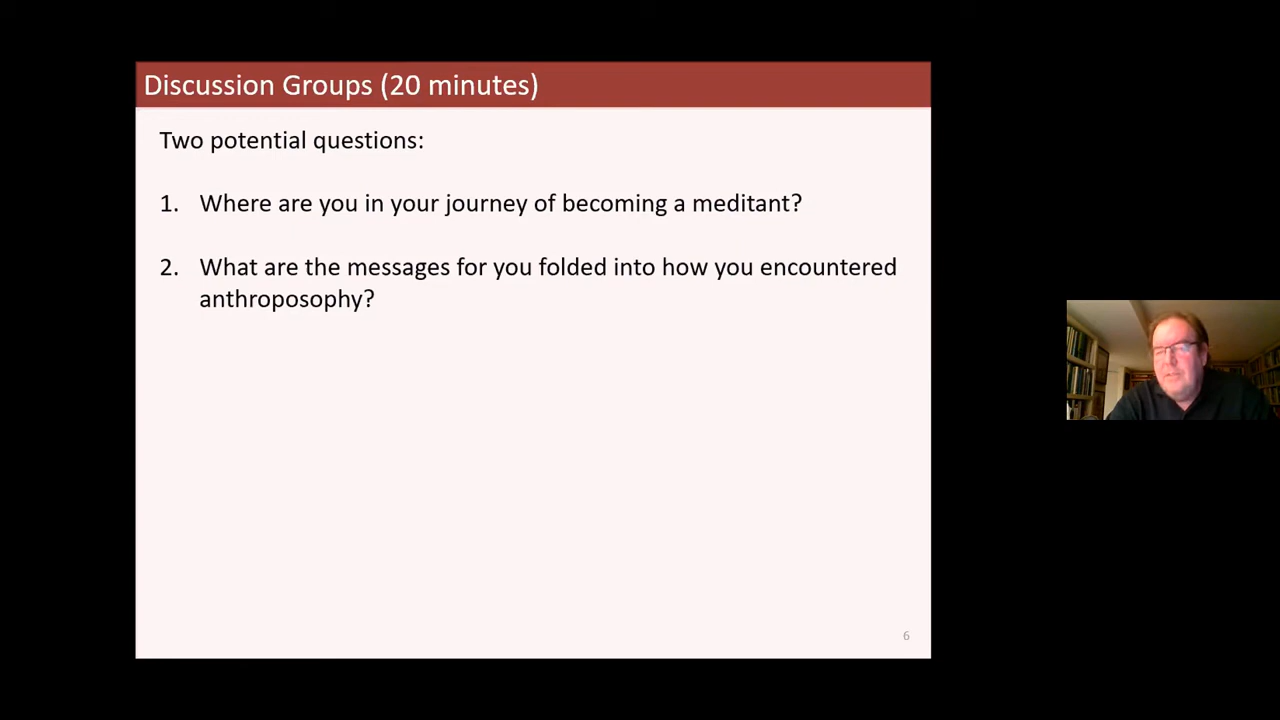 Discussion Groups (20 minutes)
Two potential questions:
1. Where are you in your journey of becoming a meditant?
2. What are the messages for you folded into how you encountered
anthroposophy?
6